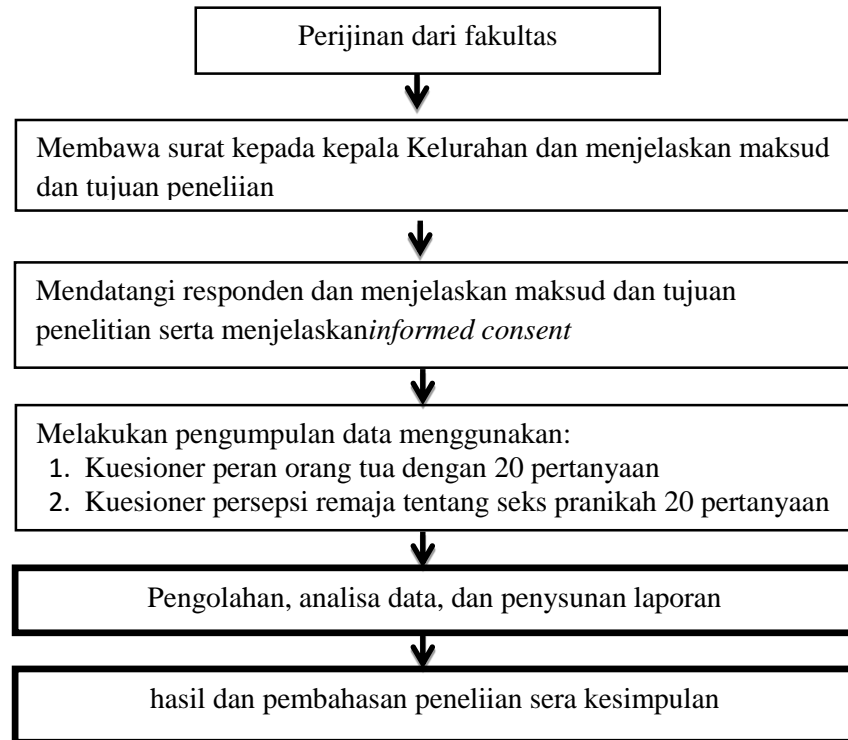 Perijinan dari fakultas
Membawa surat kepada kepala Kelurahan dan menjelaskan maksud
dan tujuan peneliian
Mendatangi responden dan menjelaskan maksud dan tujuan
penelitian serta menjelaskaninformed consent
Melakukan pengumpulan data menggunakan:
1. Kuesioner peran orang tua dengan 20 pertanyaan
2. Kuesioner persepsi remaja tentang seks pranikah 20 pertanyaan
Pengolahan, analisa data, dan penysunan laporan
hasil dan pembahasan peneliian sera kesimpulan